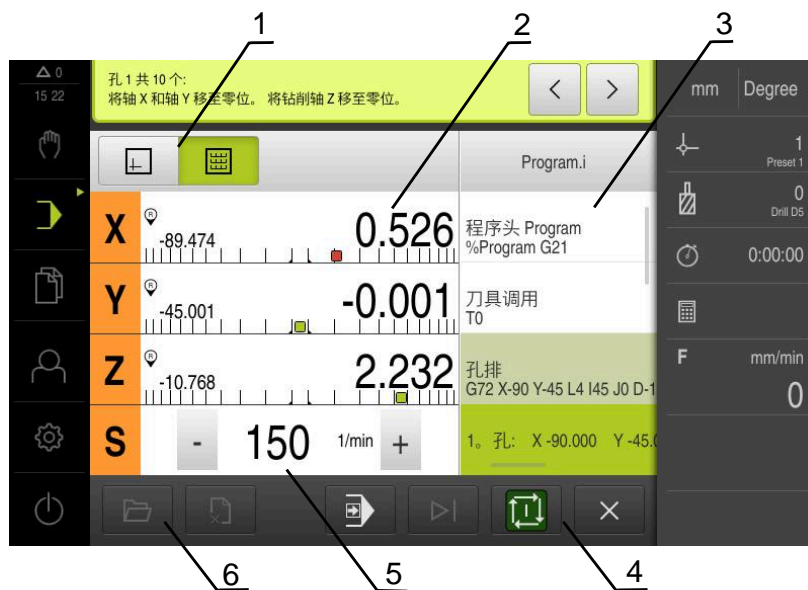 1
2
3
0
15 22
孔 1 共 10 个:
将轴 X 和轴 Y 移至零位。 将钻削轴 Z 移至零位。
mm
Degree
Program.i
1
Preset 1
X
R
-89.474
0.526
程序头 Program
%Program G21
0
Drill D5
0:00:00
Y
R
-45.001
-0.001
刀具调用
T0
Z
R
-10.768
2.232
孔排
G72 X-90 Y-45 L4 I45 J0 D-1
F
mm/min
0
S
-
150
1/min
+
1。孔: X -90.000 Y -45.0
I
6
5
4